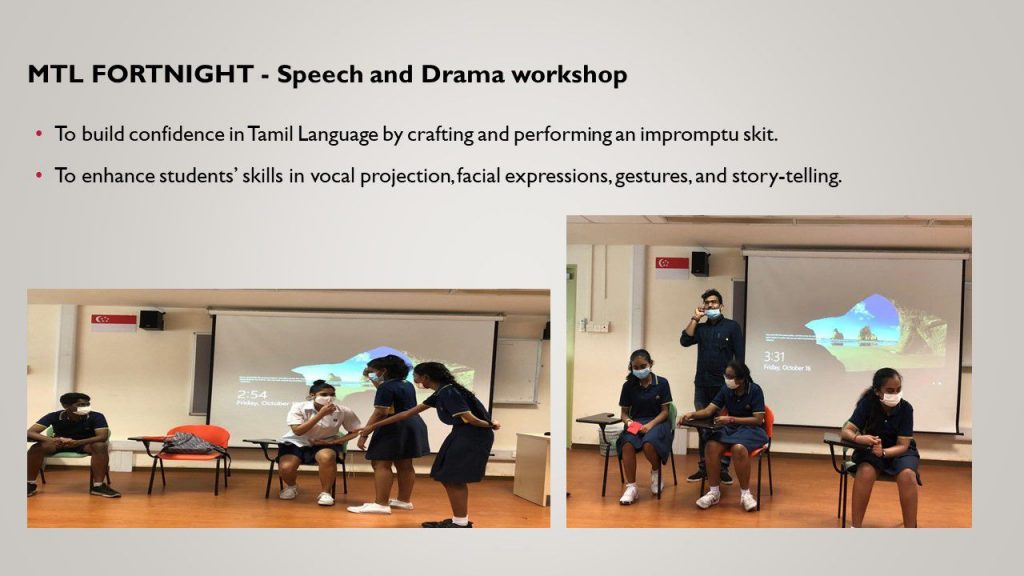 MTL FORTNIGHT - Speech and Drama workshop
• To build confidence in Tamil Language by crafting and performing an impromptu skit.
• To enhance students’ skills in vocal projection, facial expressions, gestures, and story-telling.
2:54
Friday, October
3:31
Friday, October 16